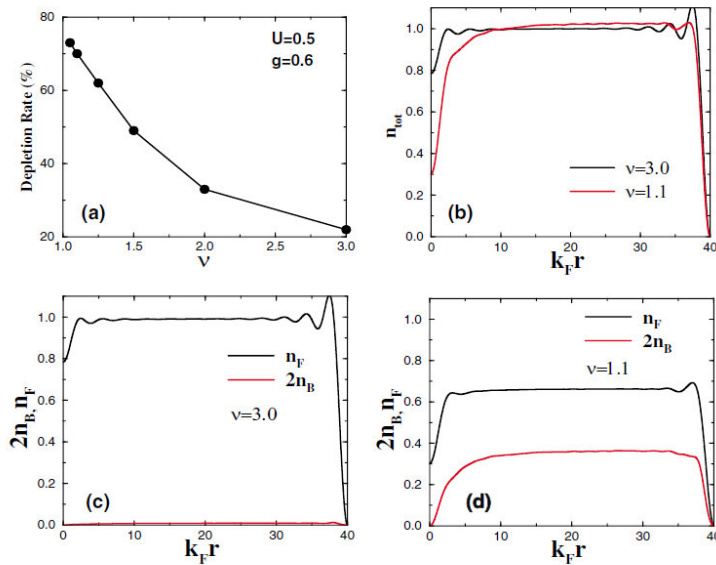 80
70
60
50
40
30
20
Depletion Rate (%)
U=0.5
g=0.6
(a)
1.0 1.5 2.0 2.5 3.0
ν
1.0
0.8
0.6
0.4
0.2
0.0
n_tot
ν=3.0
ν=1.1
(b)
0 10 20 30 40
k_F r
1.0
0.8
0.6
0.4
0.2
0.0
2n_B, n_F
n_F
2n_B
ν=3.0
(c)
0 10 20 30 40
k_F r
1.0
0.8
0.6
0.4
0.2
0.0
2n_B, n_F
n_F
2n_B
ν=1.1
(d)
0 10 20 30 40
k_F r